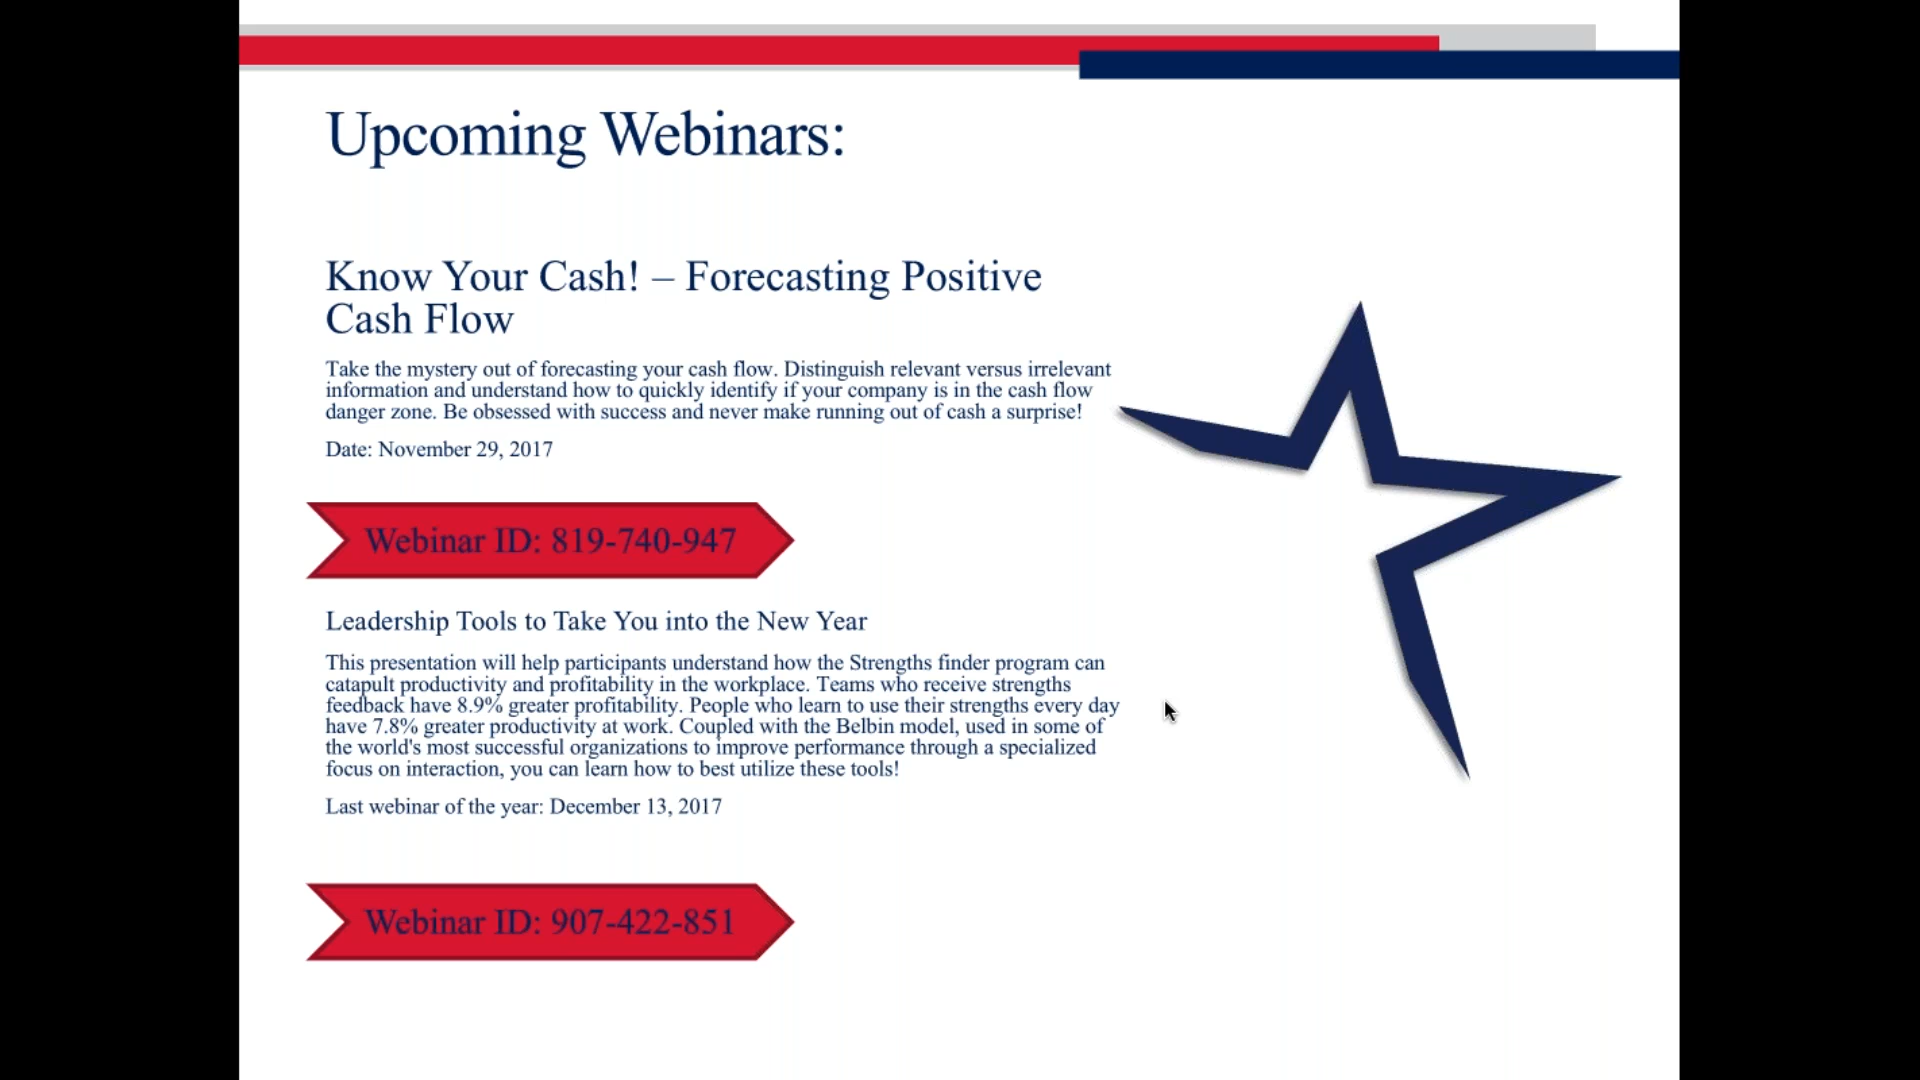 Upcoming Webinars:
Know Your Cash! – Forecasting Positive
Cash Flow
Take the mystery out of forecasting your cash flow. Distinguish relevant versus irrelevant
information and understand how to quickly identify if your company is in the cash flow
danger zone. Be obsessed with success and never make running out of cash a surprise!
Date: November 29, 2017
Webinar ID: 819-740-947
Leadership Tools to Take You into the New Year
This presentation will help participants understand how the Strengths finder program can
catapult productivity and profitability in the workplace. Teams who receive strengths
feedback have 8.9% greater profitability. People who learn to use their strengths every day
have 7.8% greater productivity at work. Coupled with the Belbin model, used in some of
the world's most successful organizations to improve performance through a specialized
focus on interaction, you can learn how to best utilize these tools!
Last webinar of the year: December 13, 2017
Webinar ID: 907-422-851